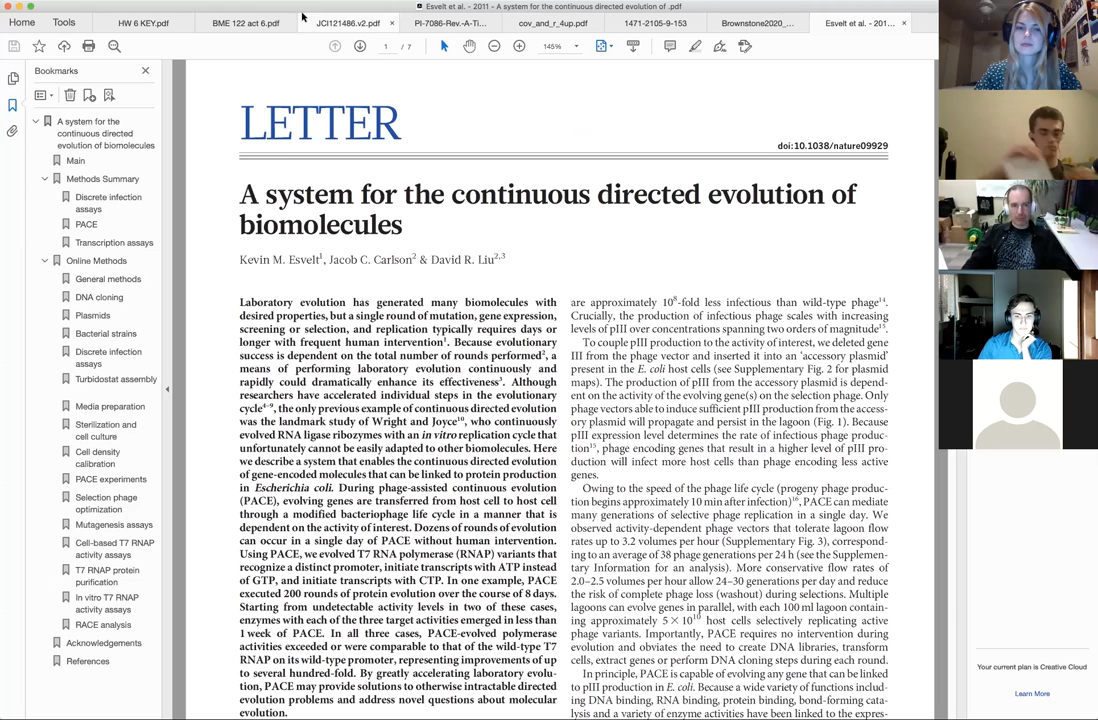 Esvelt et al. - 2011 - A system for the continuous directed evolution of .pdf
Home Tools HW 6 KEY.pdf BME 122 act 6.pdf JCI121486.v2.pdf × PI-7086-Rev.-A-Ti... cov_and_r_4up.pdf 1471-2105-9-153 Brownstone2020_... Esvelt et al. - 201... ×
1 / 7 145%
Bookmarks
A system for the
continuous directed
evolution of biomolecules
Main
Methods Summary
Discrete infection
assays
PACE
Transcription assays
Online Methods
General methods
DNA cloning
Plasmids
Bacterial strains
Discrete infection
assays
Turbidostat assembly
Media preparation
Sterilization and
cell culture
Cell density
calibration
PACE experiments
Selection phage
optimization
Mutagenesis assays
Cell-based T7 RNAP
activity assays
T7 RNAP protein
purification
In vitro T7 RNAP
activity assays
RACE analysis
Acknowledgements
References
LETTER
doi:10.1038/nature09929
A system for the continuous directed evolution of
biomolecules
Kevin M. Esvelt1, Jacob C. Carlson2 & David R. Liu2,3
Laboratory evolution has generated many biomolecules with
desired properties, but a single round of mutation, gene expression,
screening or selection, and replication typically requires days or
longer with frequent human intervention1. Because evolutionary
success is dependent on the total number of rounds performed2, a
means of performing laboratory evolution continuously and
rapidly could dramatically enhance its effectiveness3. Although
researchers have accelerated individual steps in the evolutionary
cycle4–9, the only previous example of continuous directed evolution
was the landmark study of Wright and Joyce10, who continuously
evolved RNA ligase ribozymes with an in vitro replication cycle that
unfortunately cannot be easily adapted to other biomolecules. Here
we describe a system that enables the continuous directed evolution
of gene-encoded molecules that can be linked to protein production
in Escherichia coli. During phage-assisted continuous evolution
(PACE), evolving genes are transferred from host cell to host cell
through a modified bacteriophage life cycle in a manner that is
dependent on the activity of interest. Dozens of rounds of evolution
can occur in a single day of PACE without human intervention.
Using PACE, we evolved T7 RNA polymerase (RNAP) variants that
recognize a distinct promoter, initiate transcripts with ATP instead
of GTP, and initiate transcripts with CTP. In one example, PACE
executed 200 rounds of protein evolution over the course of 8 days.
Starting from undetectable activity levels in two of these cases,
enzymes with each of the three target activities emerged in less than
1 week of PACE. In all three cases, PACE-evolved polymerase
activities exceeded or were comparable to that of the wild-type T7
RNAP on its wild-type promoter, representing improvements of up
to several hundred-fold. By greatly accelerating laboratory evolu-
tion, PACE may provide solutions to otherwise intractable directed
evolution problems and address novel questions about molecular
evolution.
are approximately 10^8-fold less infectious than wild-type phage14.
Crucially, the production of infectious phage scales with increasing
levels of pIII over concentrations spanning two orders of magnitude15.
To couple pIII production to the activity of interest, we deleted gene
III from the phage vector and inserted it into an ‘accessory plasmid’
present in the E. coli host cells (see Supplementary Fig. 2 for plasmid
maps). The production of pIII from the accessory plasmid is depend-
ent on the activity of the evolving gene(s) on the selection phage. Only
phage vectors able to induce sufficient pIII production from the access-
ory plasmid will propagate and persist in the lagoon (Fig. 1). Because
pIII expression level determines the rate of infectious phage produc-
tion15, phage encoding genes that result in a higher level of pIII pro-
duction will infect more host cells than phage encoding less active
genes.
Owing to the speed of the phage life cycle (progeny phage produc-
tion begins approximately 10 min after infection)16, PACE can mediate
many generations of selective phage replication in a single day. We
observed activity-dependent phage vectors that tolerate lagoon flow
rates up to 3.2 volumes per hour (Supplementary Fig. 3), correspond-
ing to an average of 38 phage generations per 24 h (see the Supplemen-
tary Information for an analysis). More conservative flow rates of
2.0–2.5 volumes per hour allow 24–30 generations per day and reduce
the risk of complete phage loss (washout) during selections. Multiple
lagoons can evolve genes in parallel, with each 100 ml lagoon contain-
ing approximately 5 × 10^10 host cells selectively replicating active
phage variants. Importantly, PACE requires no intervention during
evolution and obviates the need to create DNA libraries, transform
cells, extract genes or perform DNA cloning steps during each round.
In principle, PACE is capable of evolving any gene that can be linked
to pIII production in E. coli. Because a wide variety of functions includ-
ing DNA binding, RNA binding, protein binding, bond-forming cata-
lysis and a variety of enzyme activities have been linked to the expres-
Your current plan is Creative Cloud
Learn More